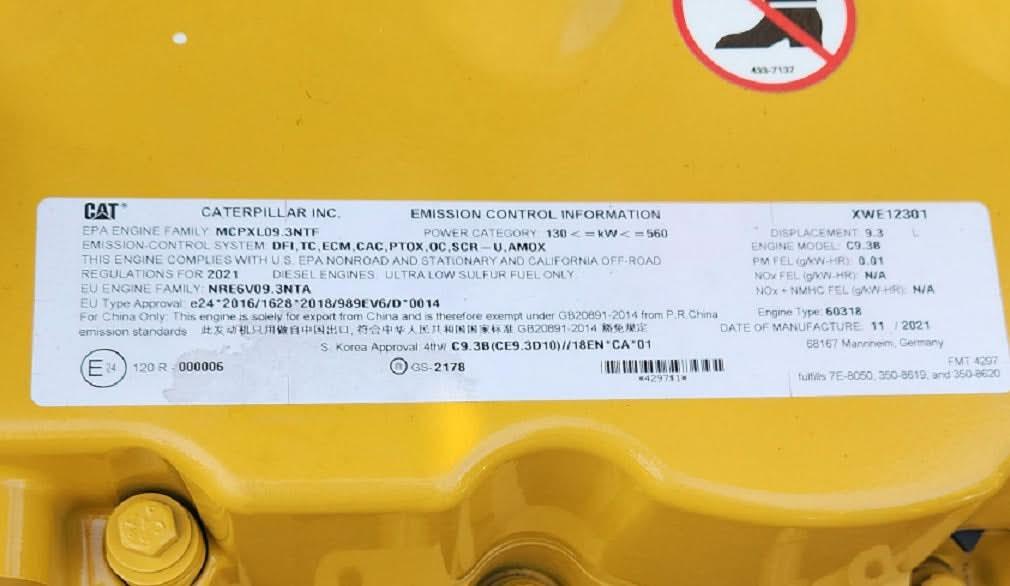 433-7137
CAT® CATERPILLAR INC. EMISSION CONTROL INFORMATION XWE12301
EPA ENGINE FAMILY: MCPXL09.3NTF POWER CATEGORY: 130 <=kW<=560 DISPLACEMENT: 9.3 L
EMISSION-CONTROL SYSTEM: DFI,TC,ECM,CAC,PTOX,OC,SCR-U,AMOX ENGINE MODEL: C9.3B
THIS ENGINE COMPLIES WITH U.S. EPA NONROAD AND STATIONARY AND CALIFORNIA OFF-ROAD PM FEL (g/kW-HR): 0.01
REGULATIONS FOR 2021 DIESEL ENGINES. ULTRA LOW SULFUR FUEL ONLY. NOx FEL (g/kW-HR): N/A
EU ENGINE FAMILY: NRE6V09.3NTA NOx + NMHC FEL (g/kW-HR): N/A
EU Type Approval: e24*2016/1628*2018/989EV6/D*0014
For China Only: This engine is solely for export from China and is therefore exempt under GB20891-2014 from P.R.China Engine Type: 60318
emission standards 此发动机只用做自中国出口, 符合中华人民共和国国家标准 GB20891-2014 豁免规定 DATE OF MANUFACTURE: 11 / 2021
S. Korea Approval: 4th// C9.3B(CE9.3D10)//18EN*CA*01 68167 Mannheim, Germany
E 24 120 R - 000006 GS-2178 *429711* FMT 4297
fulfills 7E-8050, 350-8619, and 350-8620